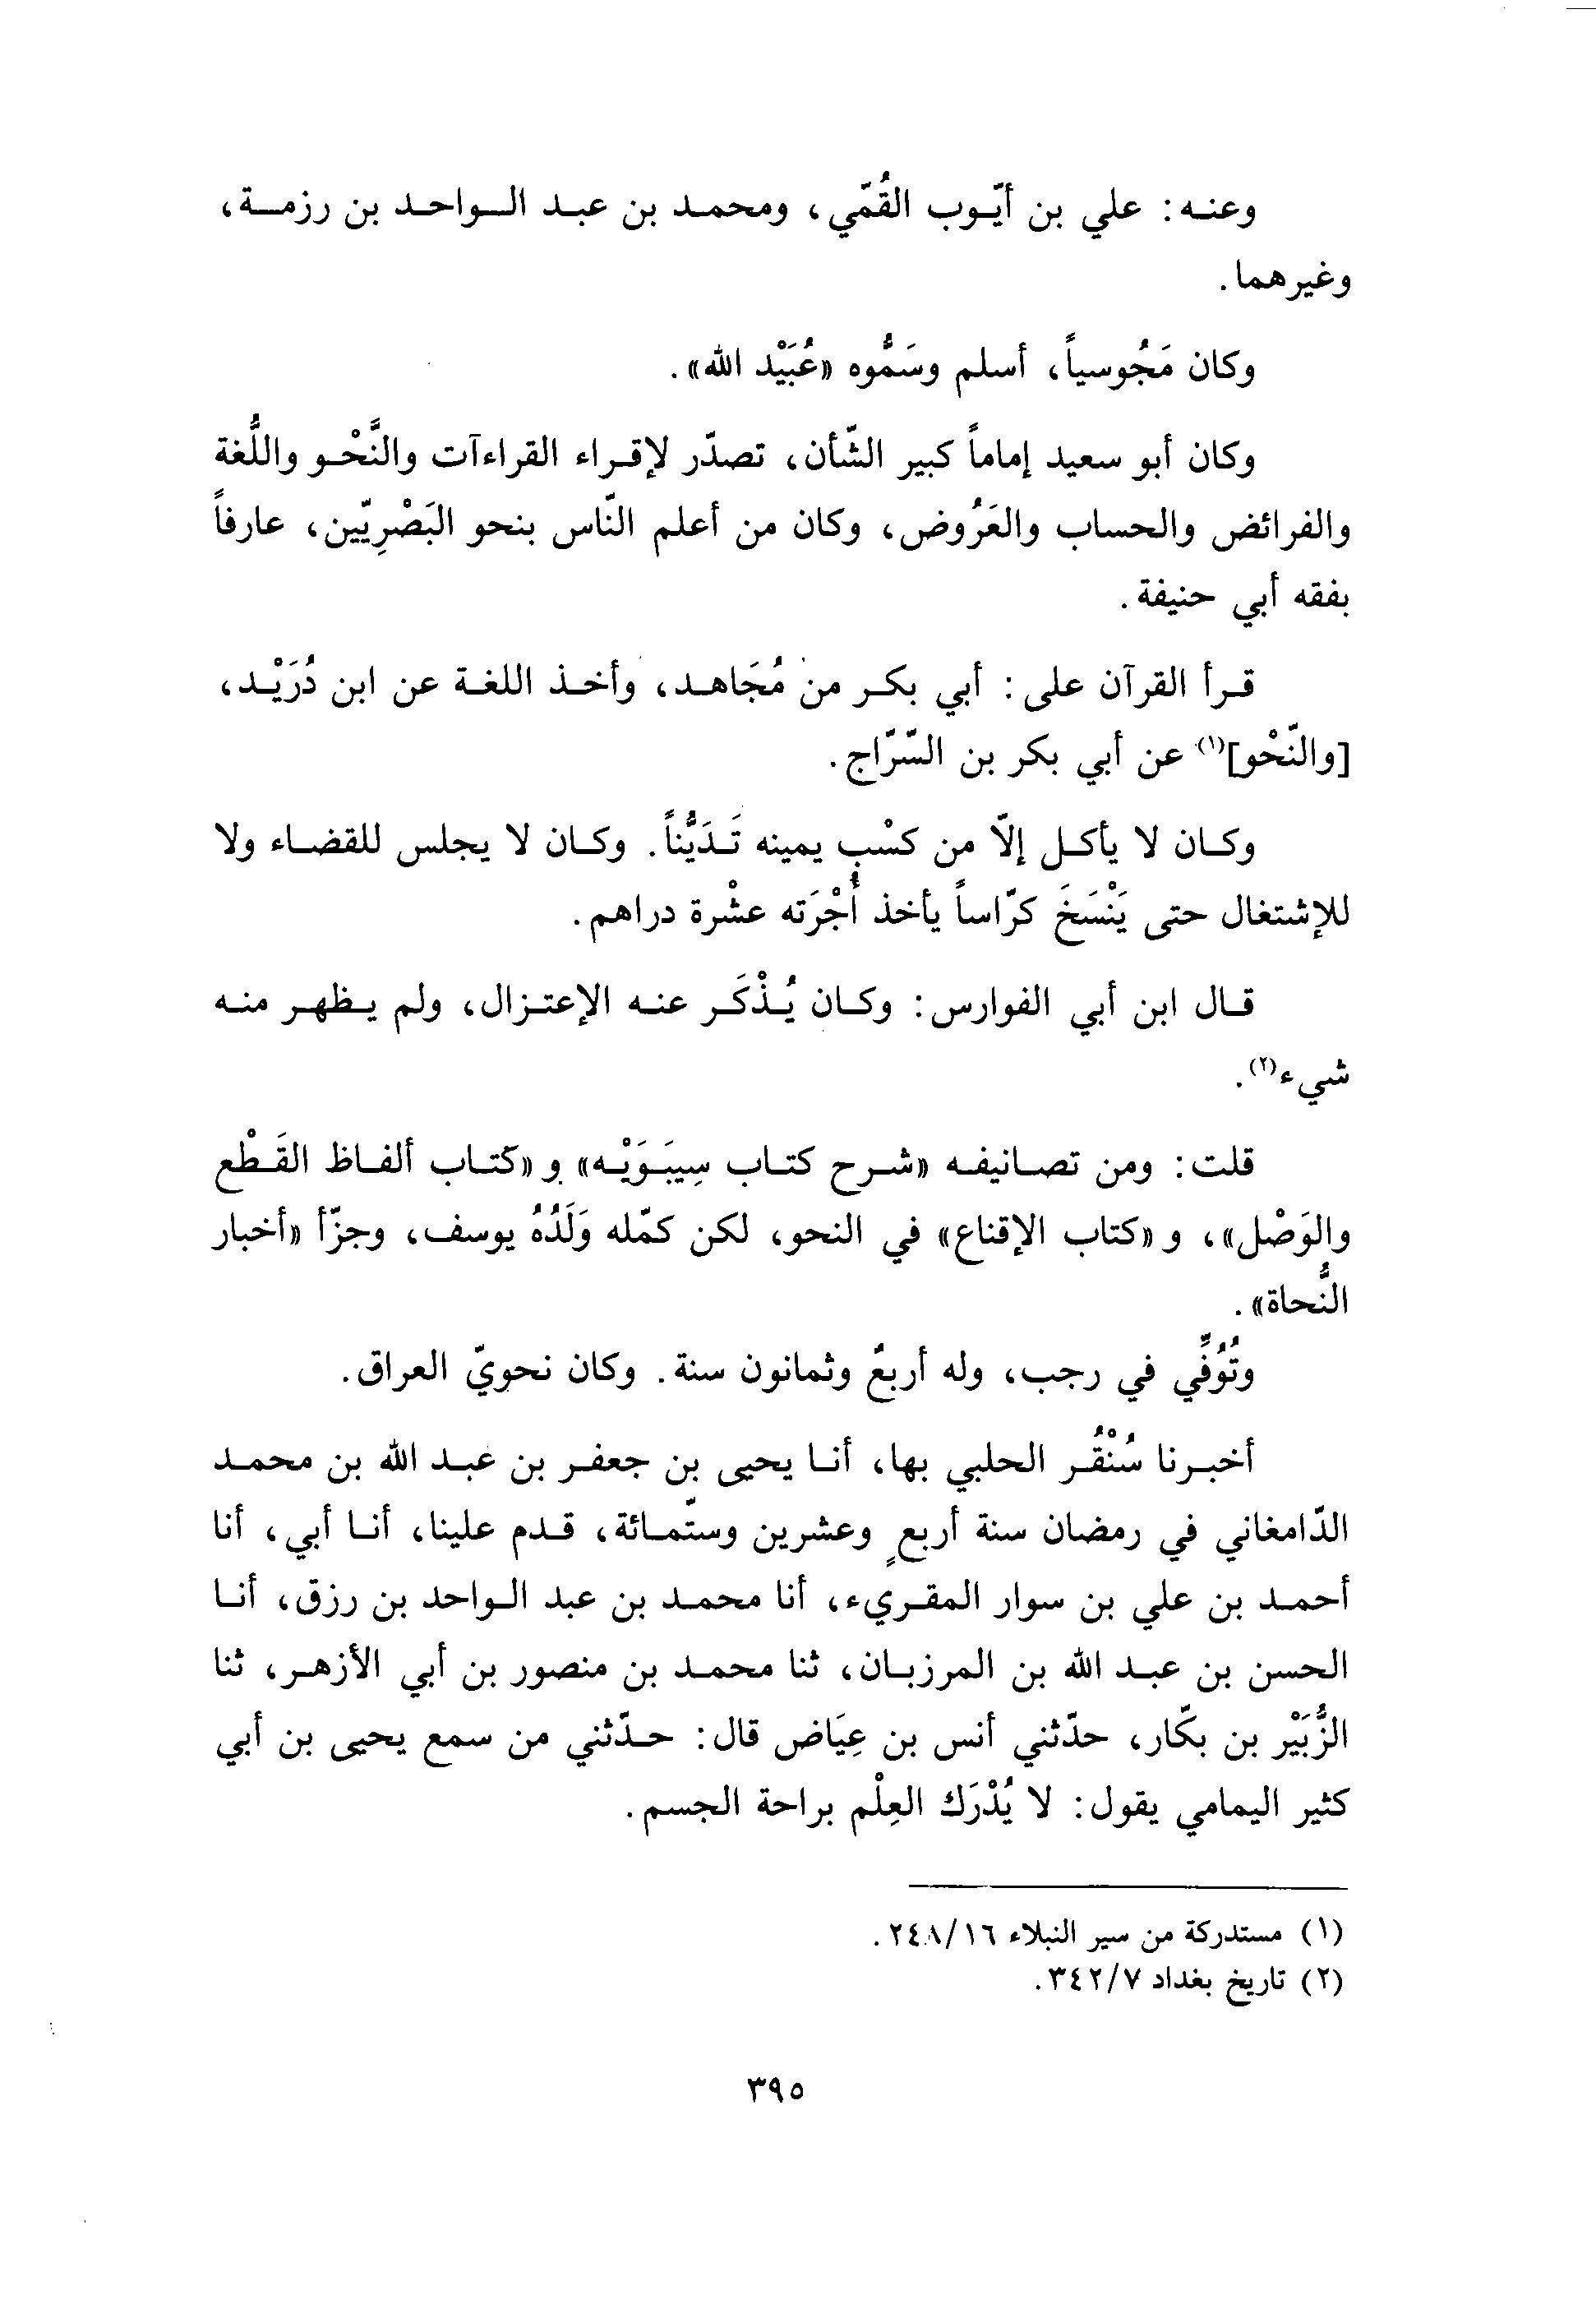 وعنه: علي بن أيّوب القُمّي، ومحمد بن عبد الواحد بن رزمة،
وغيرهما.
وكان مَجُوسياً، أسلم وسَمُّوه «عُبَيْد الله».
وكان أبو سعيد إماماً كبير الشّأن، تصدّر لإقراء القراءآت والنَّحْو واللُّغة
والفرائض والحساب والعَرُوض، وكان من أعلم النّاس بنحو البَصْرِيّين، عارفاً
بفقه أبي حنيفة.
قرأ القرآن على: أبي بكر من مُجَاهد، وأخذ اللغة عن ابن دُرَيْد،
[والنّحْو](١) عن أبي بكر بن السّرّاج.
وكان لا يأكل إلّا من كسْبِ يمينه تَدَيُّناً. وكان لا يجلس للقضاء ولا
للإشتغال حتى يَنْسَخَ كرّاساً يأخذ أُجْرَته عشْرة دراهم.
قال ابن أبي الفوارس: وكان يُذْكَر عنه الإعتزال، ولم يظهر منه
شيء(٢).
قلت: ومن تصانيفه «شرح كتاب سِيبَوَيْه» و«كتاب ألفاظ القَطْع
والوَصْل»، و«كتاب الإقناع» في النحو، لكن كمّله وَلَدُهُ يوسف، وجزّأ «أخبار
النُّحاة».
وتُوُفِّي في رجب، وله أربعٌ وثمانون سنة. وكان نحويّ العراق.
أخبرنا سُنْقُر الحلبي بها، أنا يحيى بن جعفر بن عبد الله بن محمد
الدّامغاني في رمضان سنة أربعٍ وعشرين وستّمائة، قدم علينا، أنا أبي، أنا
أحمد بن علي بن سوار المقريء، أنا محمد بن عبد الواحد بن رزق، أنا
الحسن بن عبد الله بن المرزبان، ثنا محمد بن منصور بن أبي الأزهر، ثنا
الزُّبَيْر بن بكّار، حدّثني أنس بن عِيَاض قال: حدّثني من سمع يحيى بن أبي
كثير اليمامي يقول: لا يُدْرَك العِلْم براحة الجسم.
(١) مستدركة من سير النبلاء ٢٤٨/١٦.
(٢) تاريخ بغداد ٣٤٢/٧.
٣٩٥